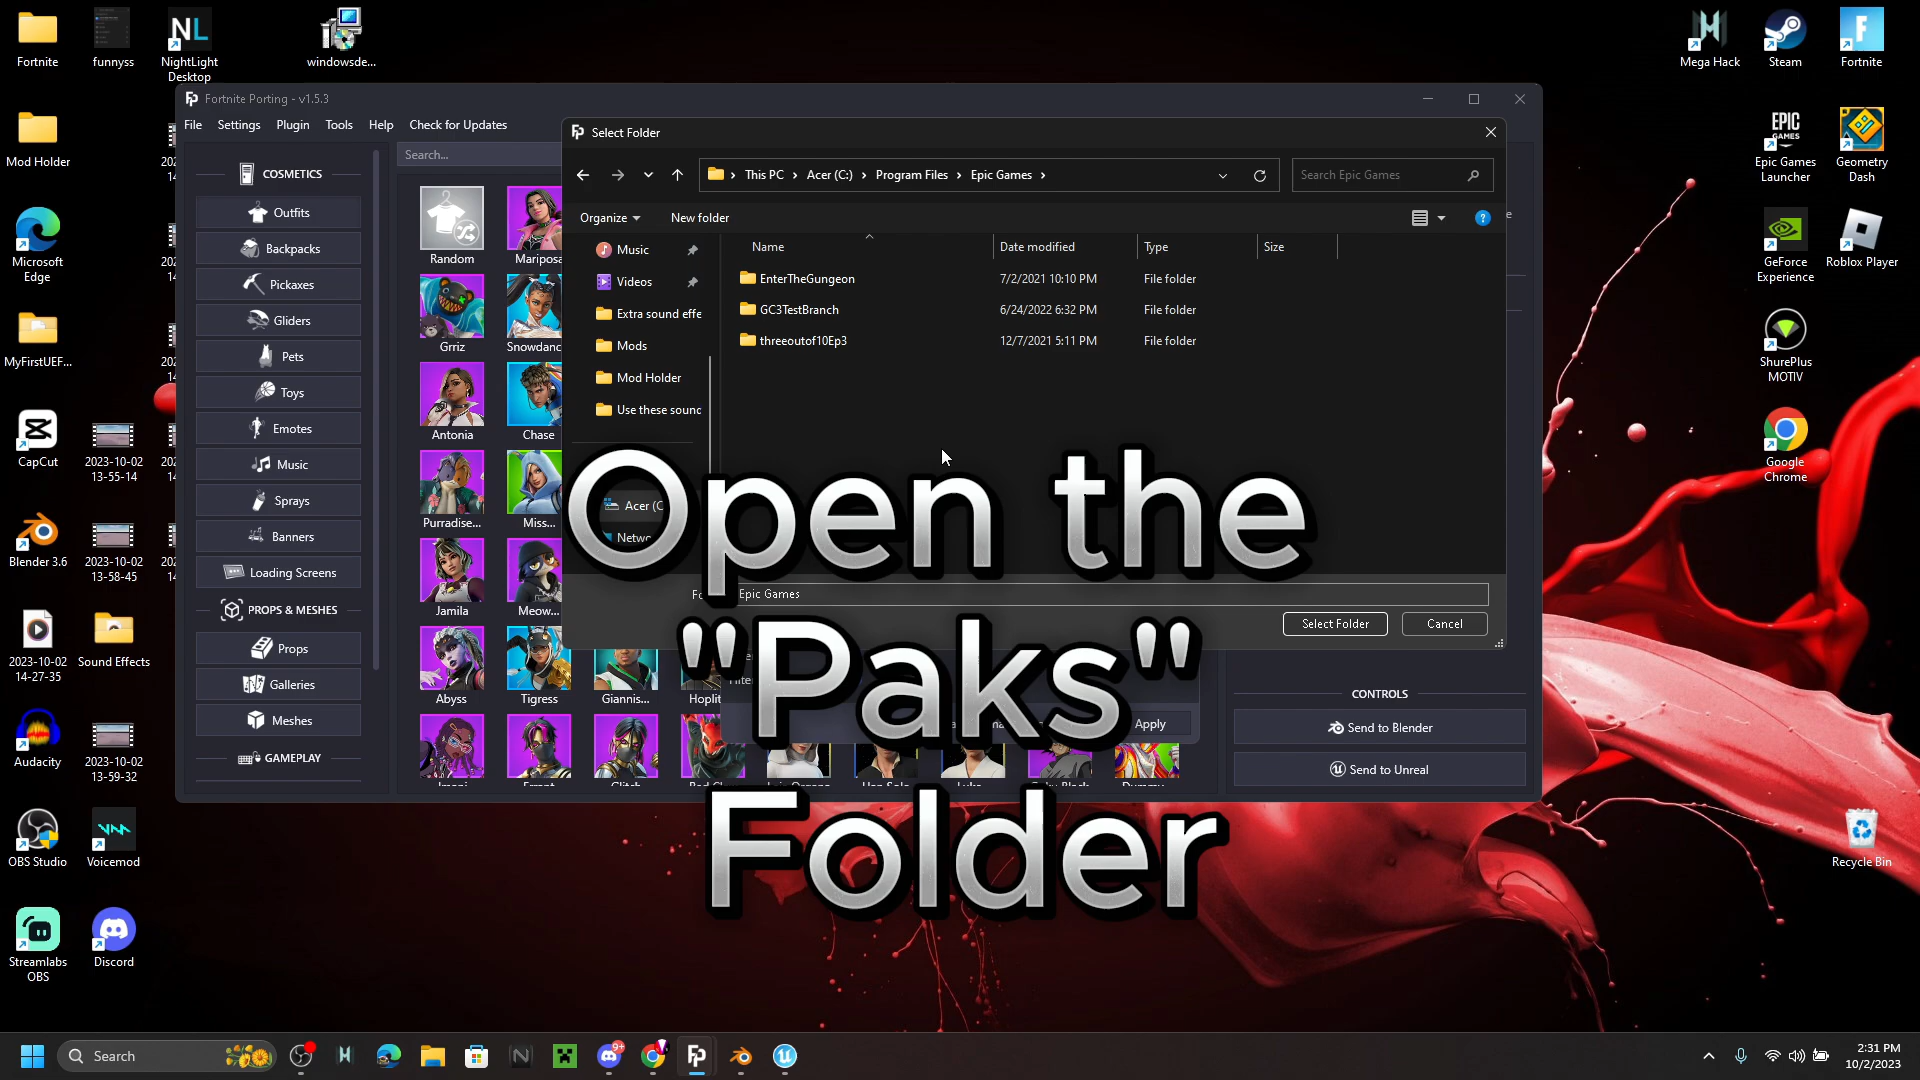 Fortnite
funnyss
NightLight
Desktop
windowsde...
Mega Hack
Steam
Fortnite
Mod Holder
Microsoft
Edge
MyFirstUEF...
CapCut
2023-10-02
13-55-14
Blender 3.6
2023-10-02
13-58-45
2023-10-02
14-27-35
Sound Effects
Audacity
2023-10-02
13-59-32
OBS Studio
Voicemod
Streamlabs
OBS
Discord
Epic Games
Launcher
Geometry
Dash
GeForce
Experience
Roblox Player
ShurePlus
MOTIV
Google
Chrome
Recycle Bin
Fortnite Porting - v1.5.3
File Settings Plugin Tools Help Check for Updates
COSMETICS
Outfits
Backpacks
Pickaxes
Gliders
Pets
Toys
Emotes
Music
Sprays
Banners
Loading Screens
PROPS & MESHES
Props
Galleries
Meshes
GAMEPLAY
Search...
Random
Mariposa
Grriz
Snowdanc
Antonia
Chase
Purradise...
Miss...
Jamila
Meow...
Abyss
Tigress
Giannis...
Hoplit
Select Folder
This PC > Acer (C:) > Program Files > Epic Games >
Search Epic Games
Organize
New folder
Name Date modified Type Size
EnterTheGungeon 7/2/2021 10:10 PM File folder
GC3TestBranch 6/24/2022 6:32 PM File folder
threeoutof10Ep3 12/7/2021 5:11 PM File folder
Music
Videos
Extra sound effe
Mods
Mod Holder
Use these sound
Acer (C
Netwo
Epic Games
Select Folder
Cancel
Apply
CONTROLS
Send to Blender
Send to Unreal
Open the
"Paks"
Folder
Search
9+
2:31 PM
10/2/2023